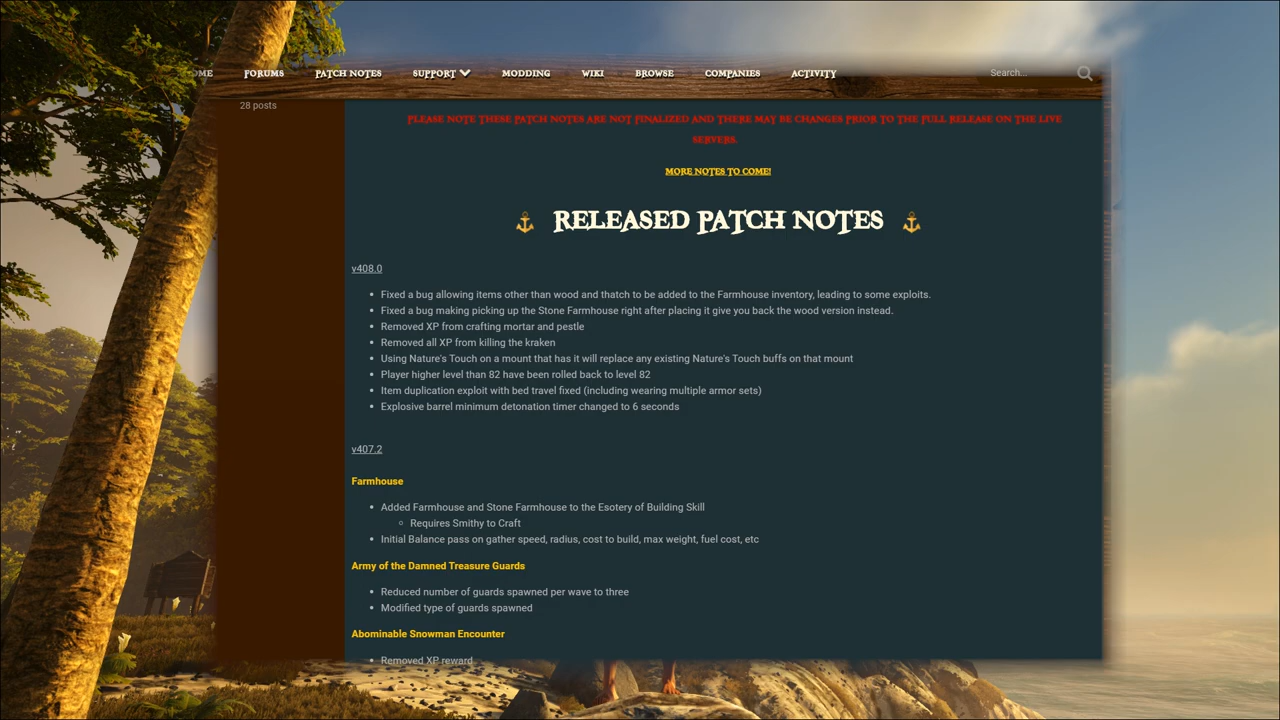 OME FORUMS PATCH NOTES SUPPORT MODDING WIKI BROWSE COMPANIES ACTIVITY Search...
28 posts
PLEASE NOTE THESE PATCH NOTES ARE NOT FINALIZED AND THERE MAY BE CHANGES PRIOR TO THE FULL RELEASE ON THE LIVE
SERVERS.
MORE NOTES TO COME!
RELEASED PATCH NOTES
v408.0
• Fixed a bug allowing items other than wood and thatch to be added to the Farmhouse inventory, leading to some exploits.
• Fixed a bug making picking up the Stone Farmhouse right after placing it give you back the wood version instead.
• Removed XP from crafting mortar and pestle
• Removed all XP from killing the kraken
• Using Nature's Touch on a mount that has it will replace any existing Nature's Touch buffs on that mount
• Player higher level than 82 have been rolled back to level 82
• Item duplication exploit with bed travel fixed (including wearing multiple armor sets)
• Explosive barrel minimum detonation timer changed to 6 seconds
v407.2
Farmhouse
• Added Farmhouse and Stone Farmhouse to the Esotery of Building Skill
◦ Requires Smithy to Craft
• Initial Balance pass on gather speed, radius, cost to build, max weight, fuel cost, etc
Army of the Damned Treasure Guards
• Reduced number of guards spawned per wave to three
• Modified type of guards spawned
Abominable Snowman Encounter
• Removed XP reward